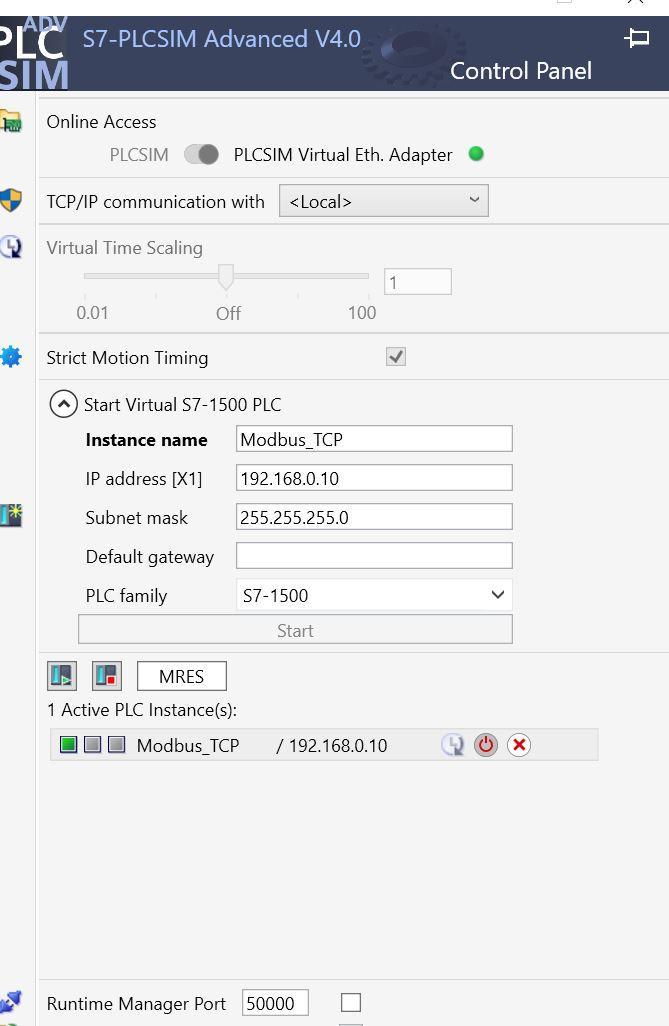 ADV
PLC
SIM
S7-PLCSIM Advanced V4.0
Control Panel
Online Access
PLCSIM PLCSIM Virtual Eth. Adapter
TCP/IP communication with <Local>
Virtual Time Scaling
1
0.01 Off 100
Strict Motion Timing
Start Virtual S7-1500 PLC
Instance name Modbus_TCP
IP address [X1] 192.168.0.10
Subnet mask 255.255.255.0
Default gateway
PLC family S7-1500
Start
MRES
1 Active PLC Instance(s):
Modbus_TCP / 192.168.0.10
Runtime Manager Port 50000